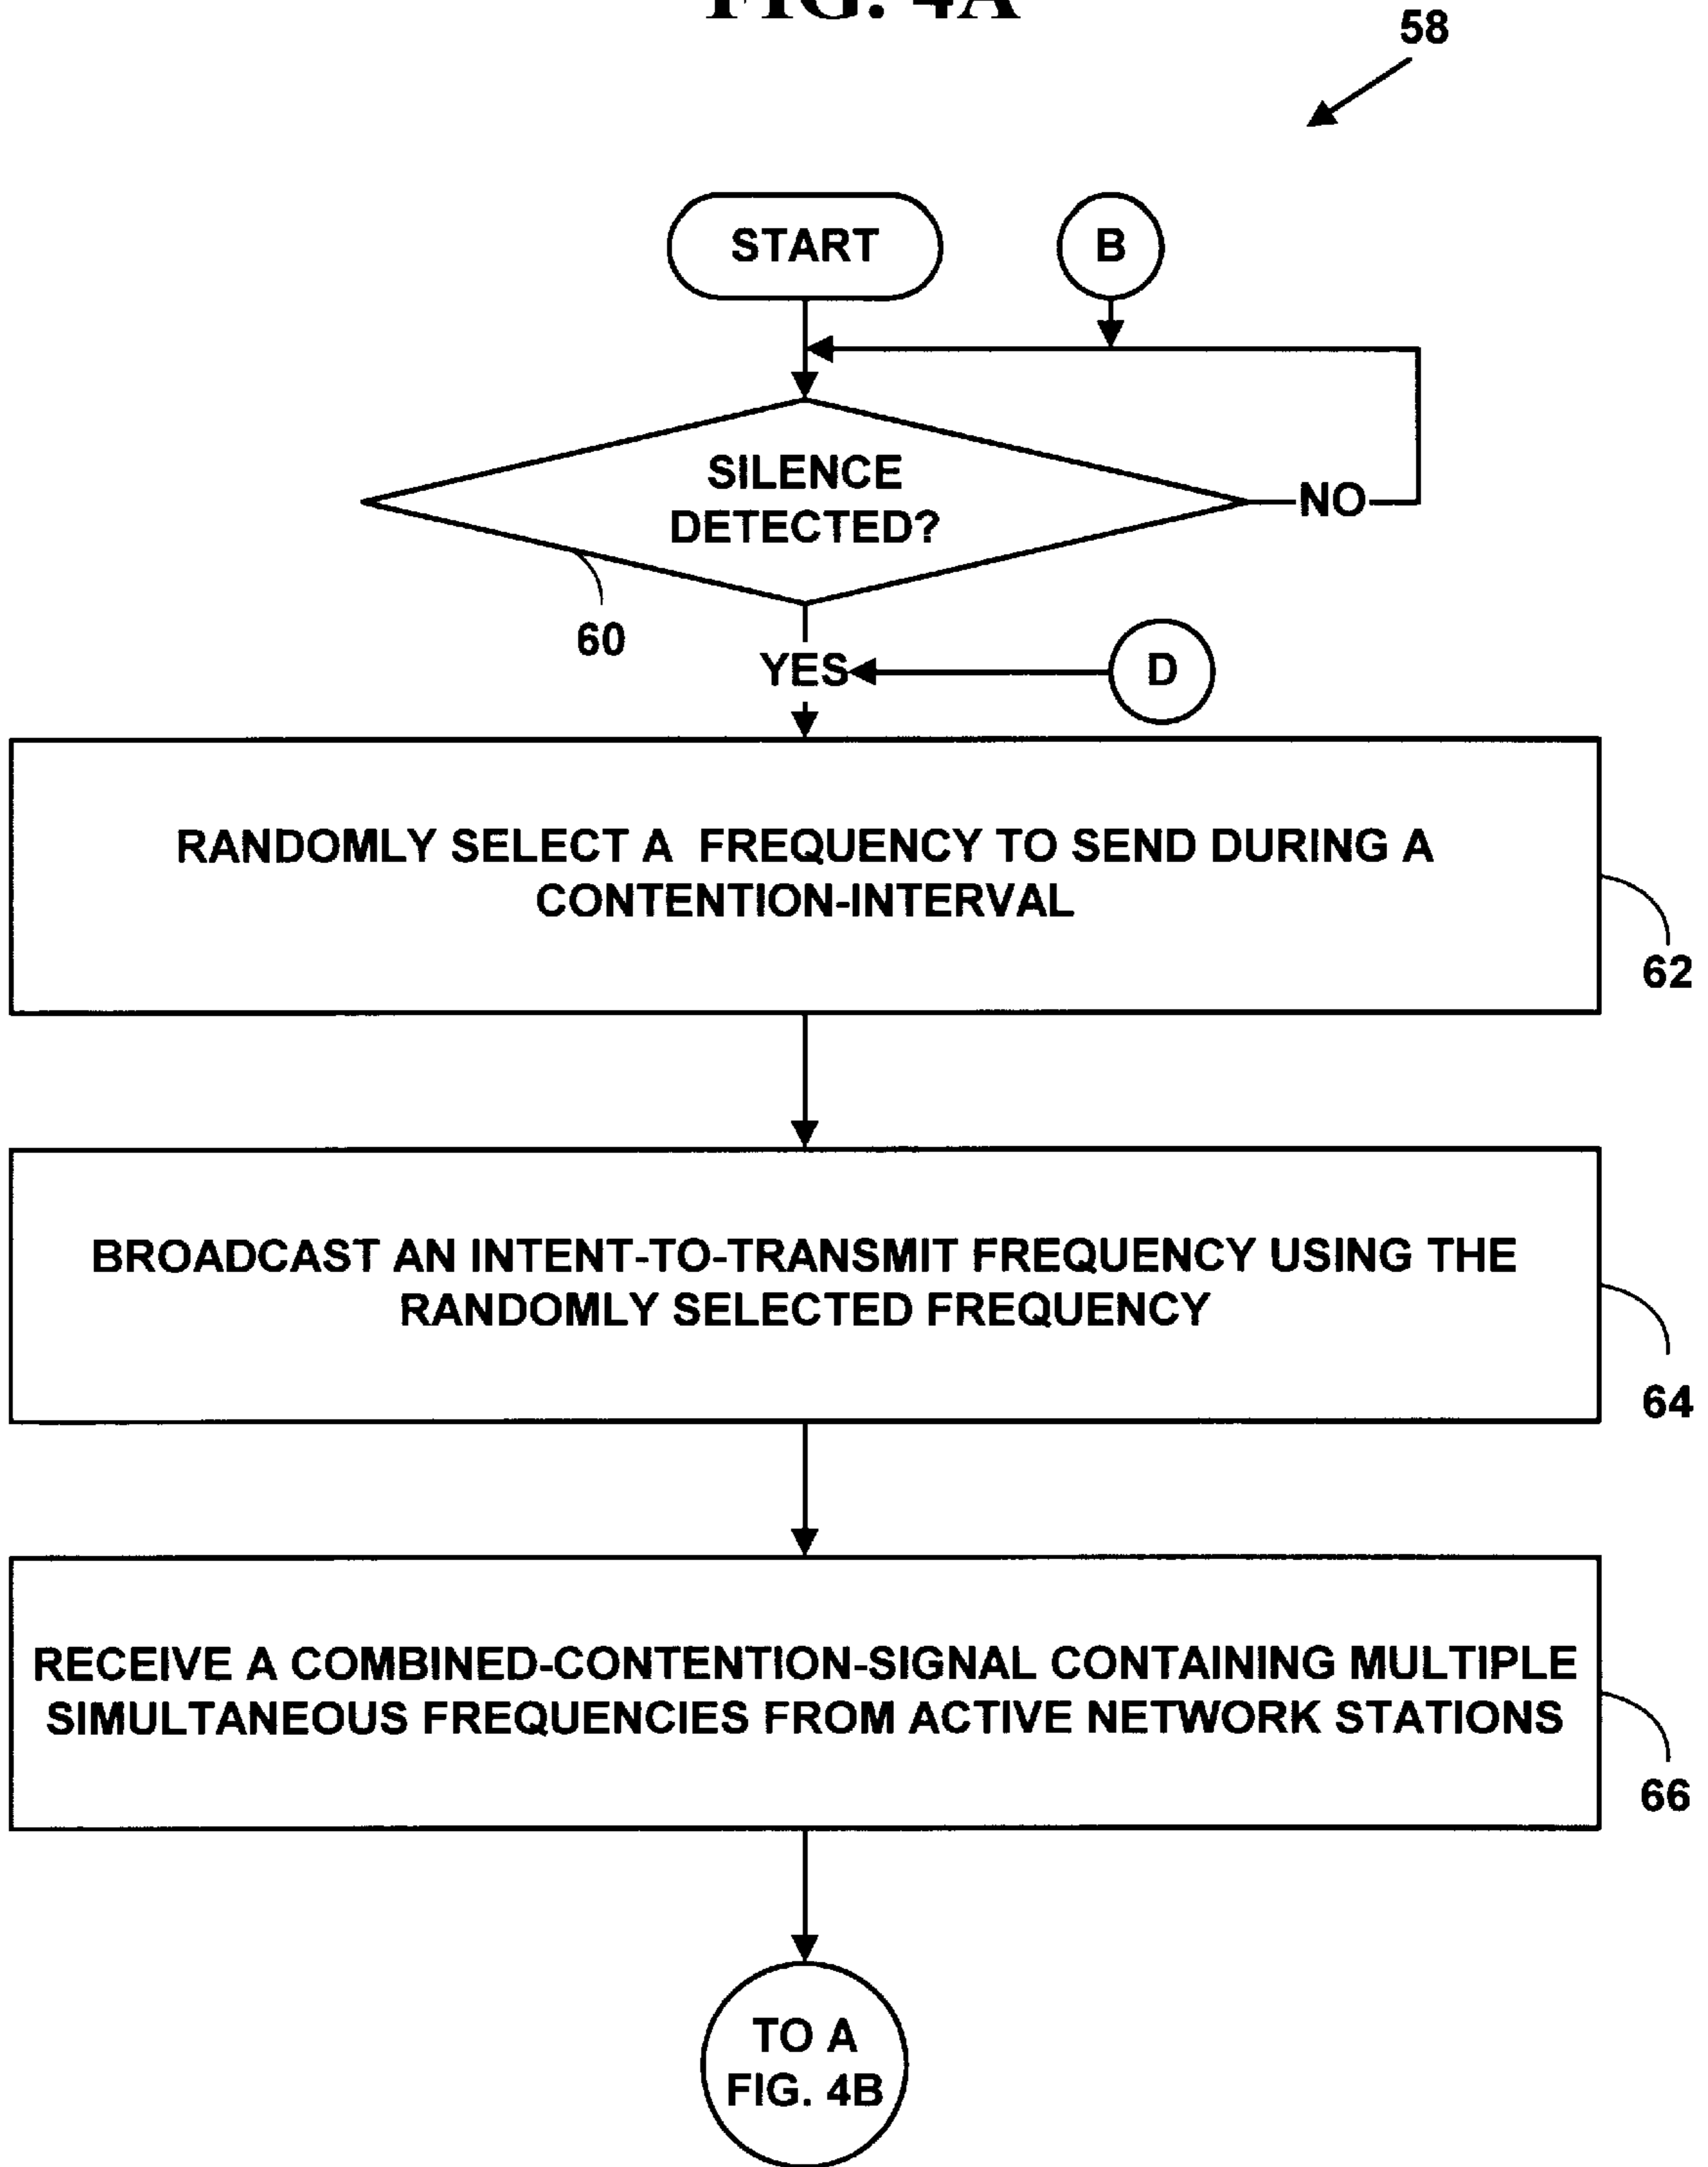 FIG. 4A
58
START
B
SILENCE
DETECTED?
NO
60
YES
D
RANDOMLY SELECT A FREQUENCY TO SEND DURING A
CONTENTION-INTERVAL
62
BROADCAST AN INTENT-TO-TRANSMIT FREQUENCY USING THE
RANDOMLY SELECTED FREQUENCY
64
RECEIVE A COMBINED-CONTENTION-SIGNAL CONTAINING MULTIPLE
SIMULTANEOUS FREQUENCIES FROM ACTIVE NETWORK STATIONS
66
TO A
FIG. 4B